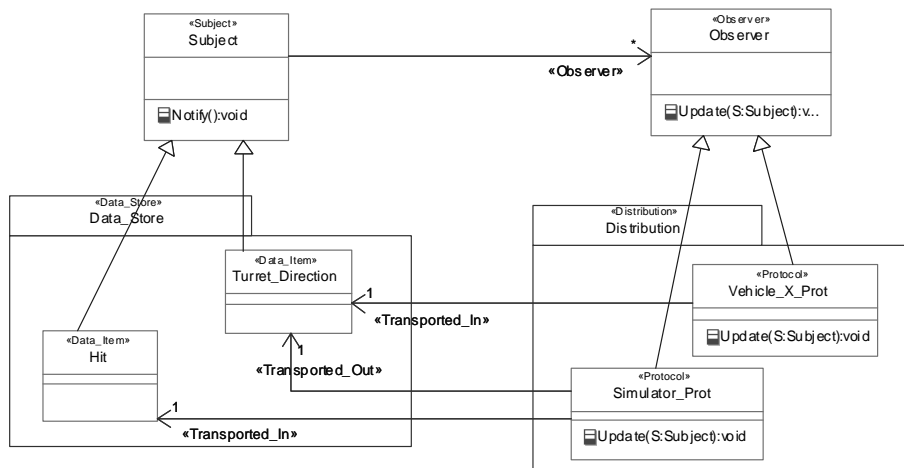 «Subject»
Subject
Notify():void
*
«Observer»
«Observer»
Observer
Update(S:Subject):v...
«Data_Store»
Data_Store
«Data_Item»
Turret_Direction
«Data_Item»
Hit
«Distribution»
Distribution
«Protocol»
Vehicle_X_Prot
Update(S:Subject):void
1
«Transported_In»
1
«Transported_Out»
«Protocol»
Simulator_Prot
Update(S:Subject):void
1
«Transported_In»